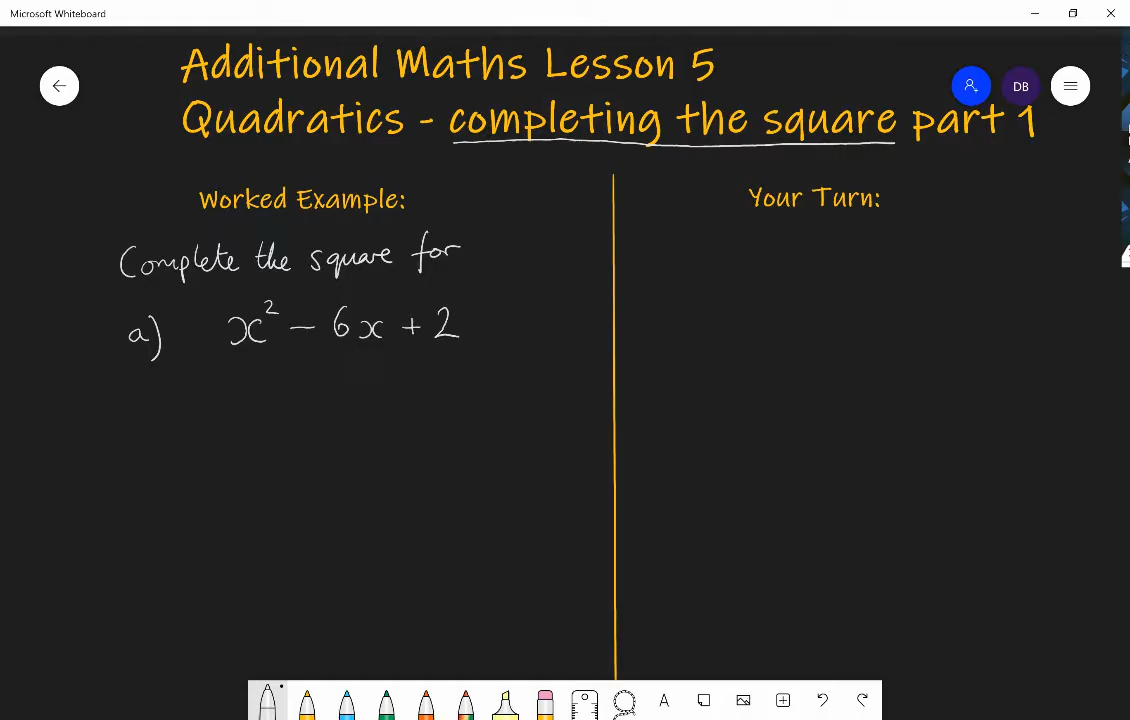 Microsoft Whiteboard
Additional Maths Lesson 5
DB
Quadratics - completing the square part 1
Worked Example:
Your Turn:
Complete the square for
a) x² - 6x + 2
A